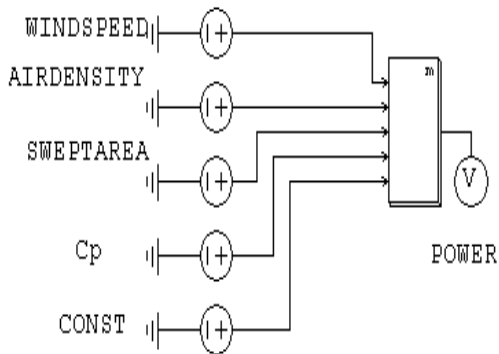 WINDSPEED
AIRDENSITY
SWEPTAREA
Cp
CONST
m
V
POWER